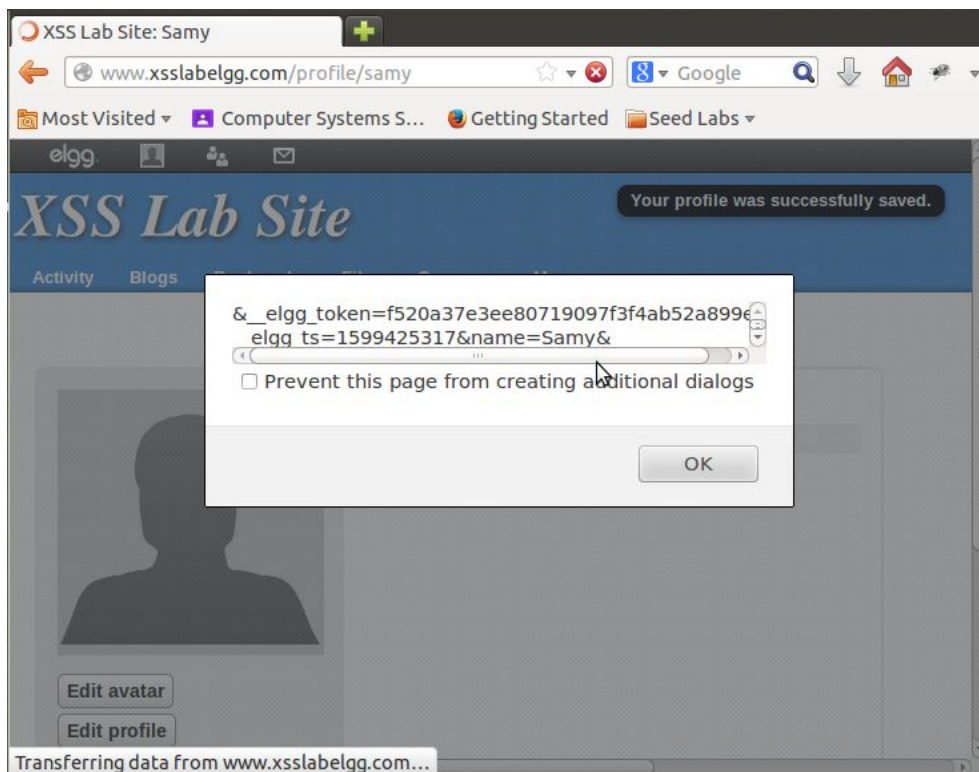 XSS Lab Site: Samy
www.xsslabelgg.com/profile/samy
Google
Most Visited
Computer Systems S...
Getting Started
Seed Labs
elgg
XSS Lab Site
Your profile was successfully saved.
Activity Blogs
&__elgg_token=f520a37e3ee80719097f3f4ab52a899e
__elgg_ts=1599425317&name=Samy&
Prevent this page from creating additional dialogs
OK
Edit avatar
Edit profile
Transferring data from www.xsslabelgg.com...